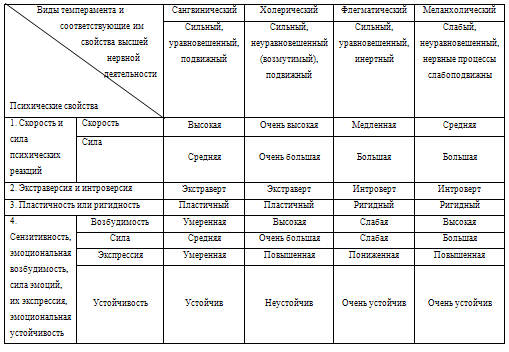 Виды темперамента и
соответствующие им
свойства высшей
нервной
деятельности
Психические свойства
Сангвинический
Холерический
Флегматический
Меланхолический
Сильный,
уравновешенный,
подвижный
Сильный,
неуравновешенный
(возмутимый),
подвижный
Сильный,
уравновешенный,
инертный
Слабый,
неуравновешенный,
нервные процессы
слабоподвижны
1. Скорость и
сила
психических
реакций
Скорость
Высокая
Очень высокая
Медленная
Средняя
Сила
Средняя
Очень большая
Большая
Большая
2. Экстраверсия и интроверсия
Экстраверт
Экстраверт
Интроверт
Интроверт
3. Пластичность или ригидность
Пластичный
Пластичный
Ригидный
Ригидный
4.
Сензитивность,
эмоциональная
возбудимость,
сила эмоций,
их экспрессия,
эмоциональная
устойчивость
Возбудимость
Умеренная
Высокая
Слабая
Высокая
Сила
Средняя
Очень большая
Слабая
Большая
Экспрессия
Умеренная
Повышенная
Пониженная
Повышенная
Устойчивость
Устойчив
Неустойчив
Очень устойчив
Очень устойчив